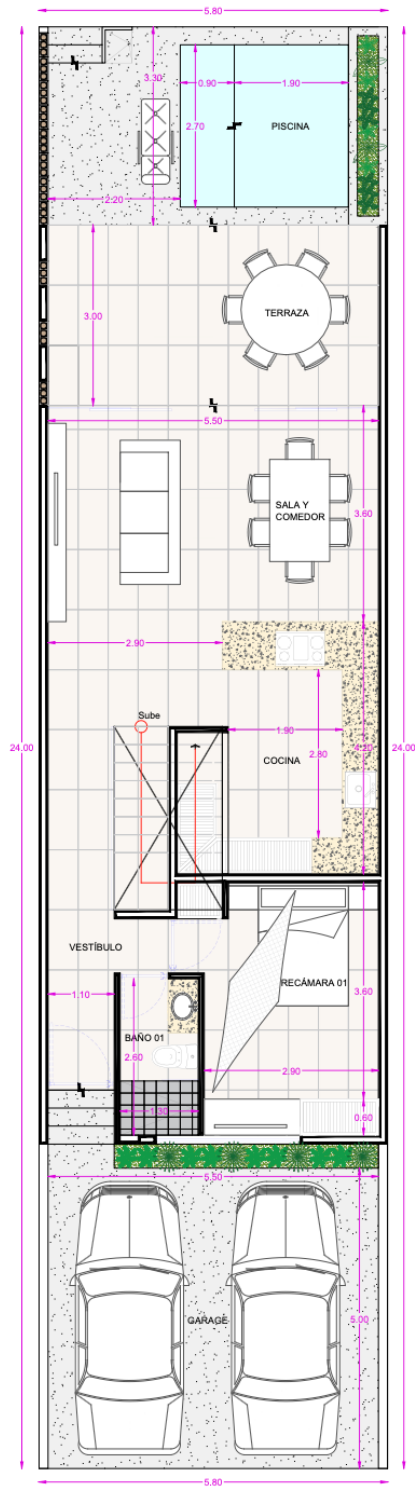 5.80
3.30
0.90
1.90
2.70
PISCINA
2.20
3.00
TERRAZA
5.50
SALA Y
COMEDOR
3.60
2.90
Sube
1.90
2.80
COCINA
24.00
4.20
24.00
VESTÍBULO
RECÁMARA 01
3.60
1.10
BAÑO 01
2.60
2.90
1.30
0.60
5.50
GARAGE
5.00
5.80